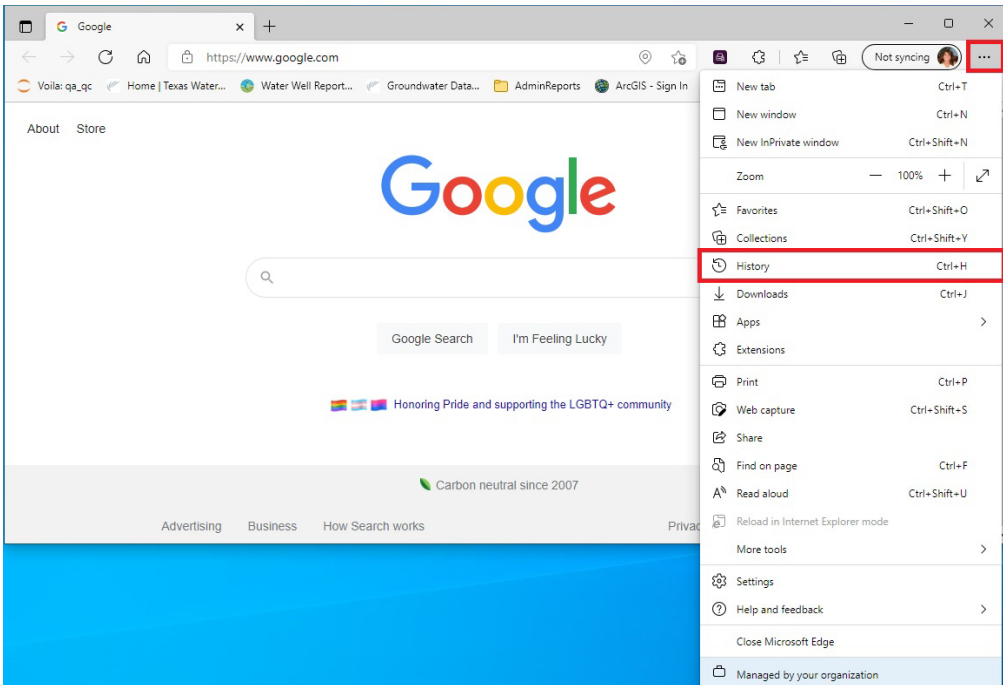 Google
https://www.google.com
Not syncing
Voila: qa_qc
Home | Texas Water...
Water Well Report...
Groundwater Data...
AdminReports
ArcGIS - Sign In
About Store
Google
Google Search I'm Feeling Lucky
Honoring Pride and supporting the LGBTQ+ community
Carbon neutral since 2007
Advertising Business How Search works
New tab Ctrl+T
New window Ctrl+N
New InPrivate window Ctrl+Shift+N
Zoom 100%
Favorites Ctrl+Shift+O
Collections Ctrl+Shift+Y
History Ctrl+H
Downloads Ctrl+J
Apps
Extensions
Print Ctrl+P
Web capture Ctrl+Shift+S
Share
Find on page Ctrl+F
Read aloud Ctrl+Shift+U
Reload in Internet Explorer mode
More tools
Settings
Help and feedback
Close Microsoft Edge
Managed by your organization